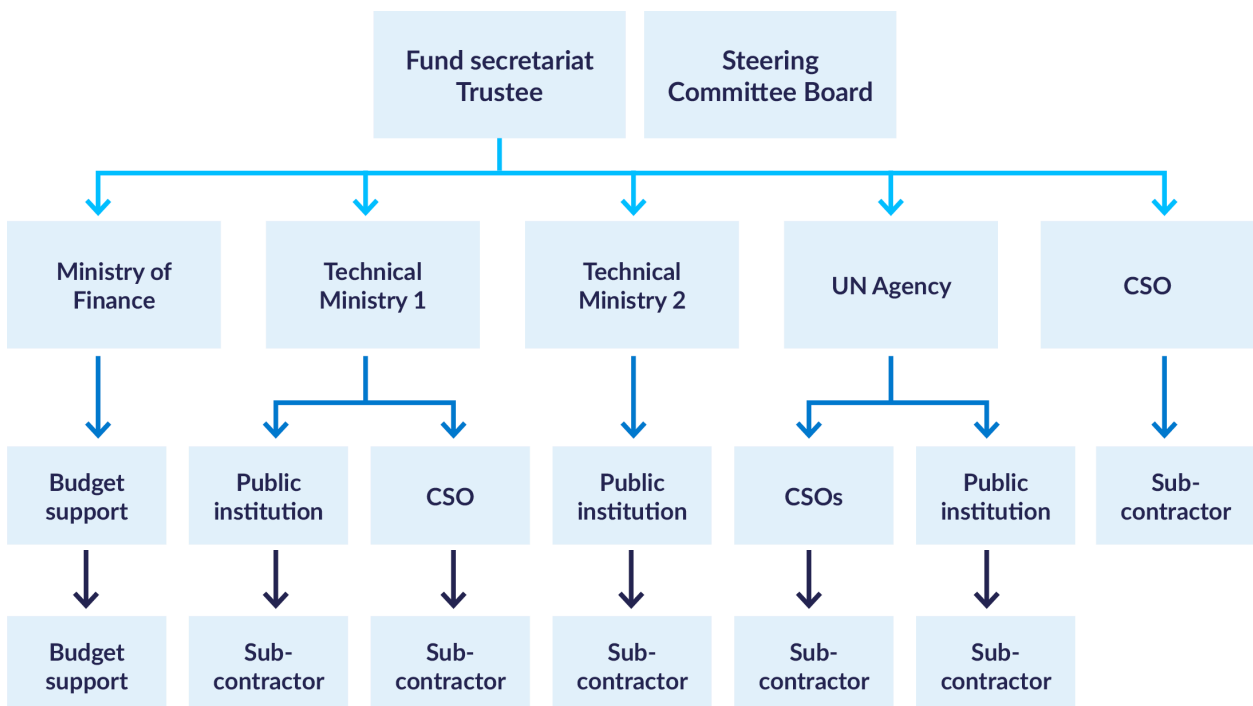 Fund secretariat
Trustee
Steering
Committee Board
Ministry of
Finance
Technical
Ministry 1
Technical
Ministry 2
UN Agency
CSO
Budget
support
Public
institution
CSO
Public
institution
CSOs
Public
institution
Sub-
contractor
Budget
support
Sub-
contractor
Sub-
contractor
Sub-
contractor
Sub-
contractor
Sub-
contractor